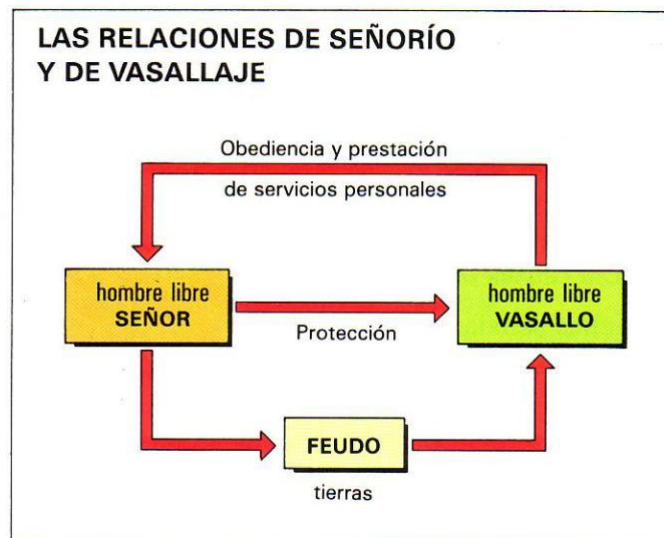 LAS RELACIONES DE SEÑORÍO
Y DE VASALLAJE
Obediencia y prestación
de servicios personales
hombre libre
SEÑOR
hombre libre
VASALLO
Protección
FEUDO
tierras